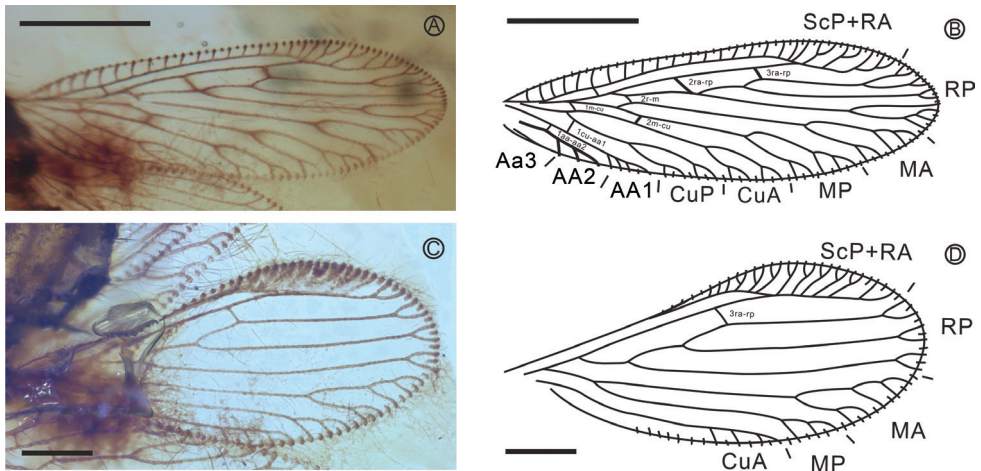 A
B
ScP+RA
2ra-rp
3ra-rp
RP
2r-m
1m-cu
2m-cu
1cu-aa1
1aa-aa2
Aa3
AA2
AA1
CuP
CuA
MP
MA
C
D
ScP+RA
3ra-rp
RP
MA
MP
CuA